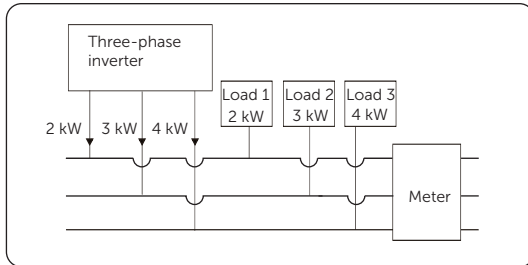 Three-phase
inverter
Load 1
2 kW
Load 2
3 kW
Load 3
4 kW
2 kW
3 kW
4 kW
Meter